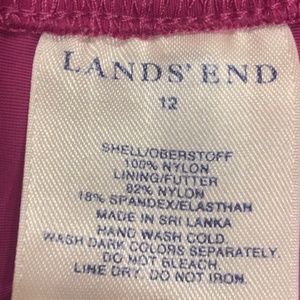 LANDS' END
12
SHELL/OBERSTOFF
100% NYLON
LINING/FUTTER
82% NYLON
18% SPANDEX/ELASTHAN
MADE IN SRI LANKA
HAND WASH COLD.
WASH DARK COLORS SEPARATELY.
DO NOT BLEACH.
LINE DRY. DO NOT IRON.